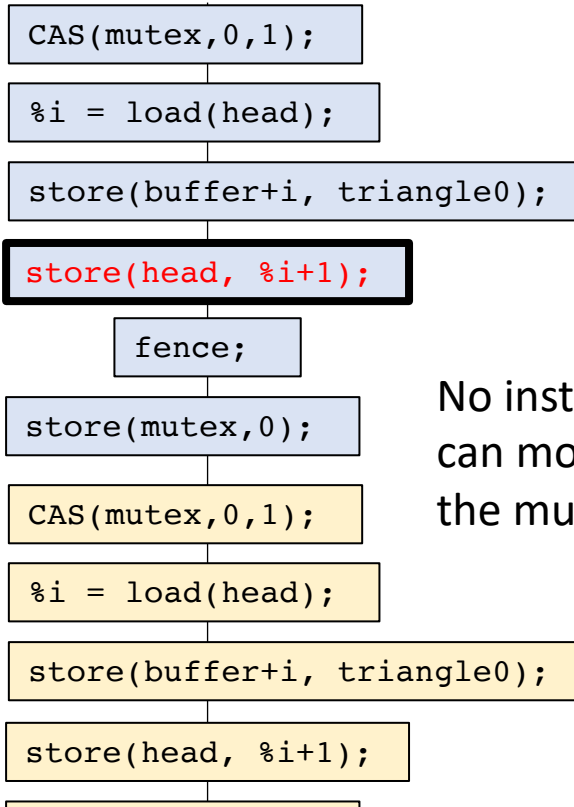 CAS(mutex,0,1);
%i = load(head);
store(buffer+i, triangle0);
store(head, %i+1);
fence;
store(mutex,0);
No inst
can mo
the mu
CAS(mutex,0,1);
%i = load(head);
store(buffer+i, triangle0);
store(head, %i+1);